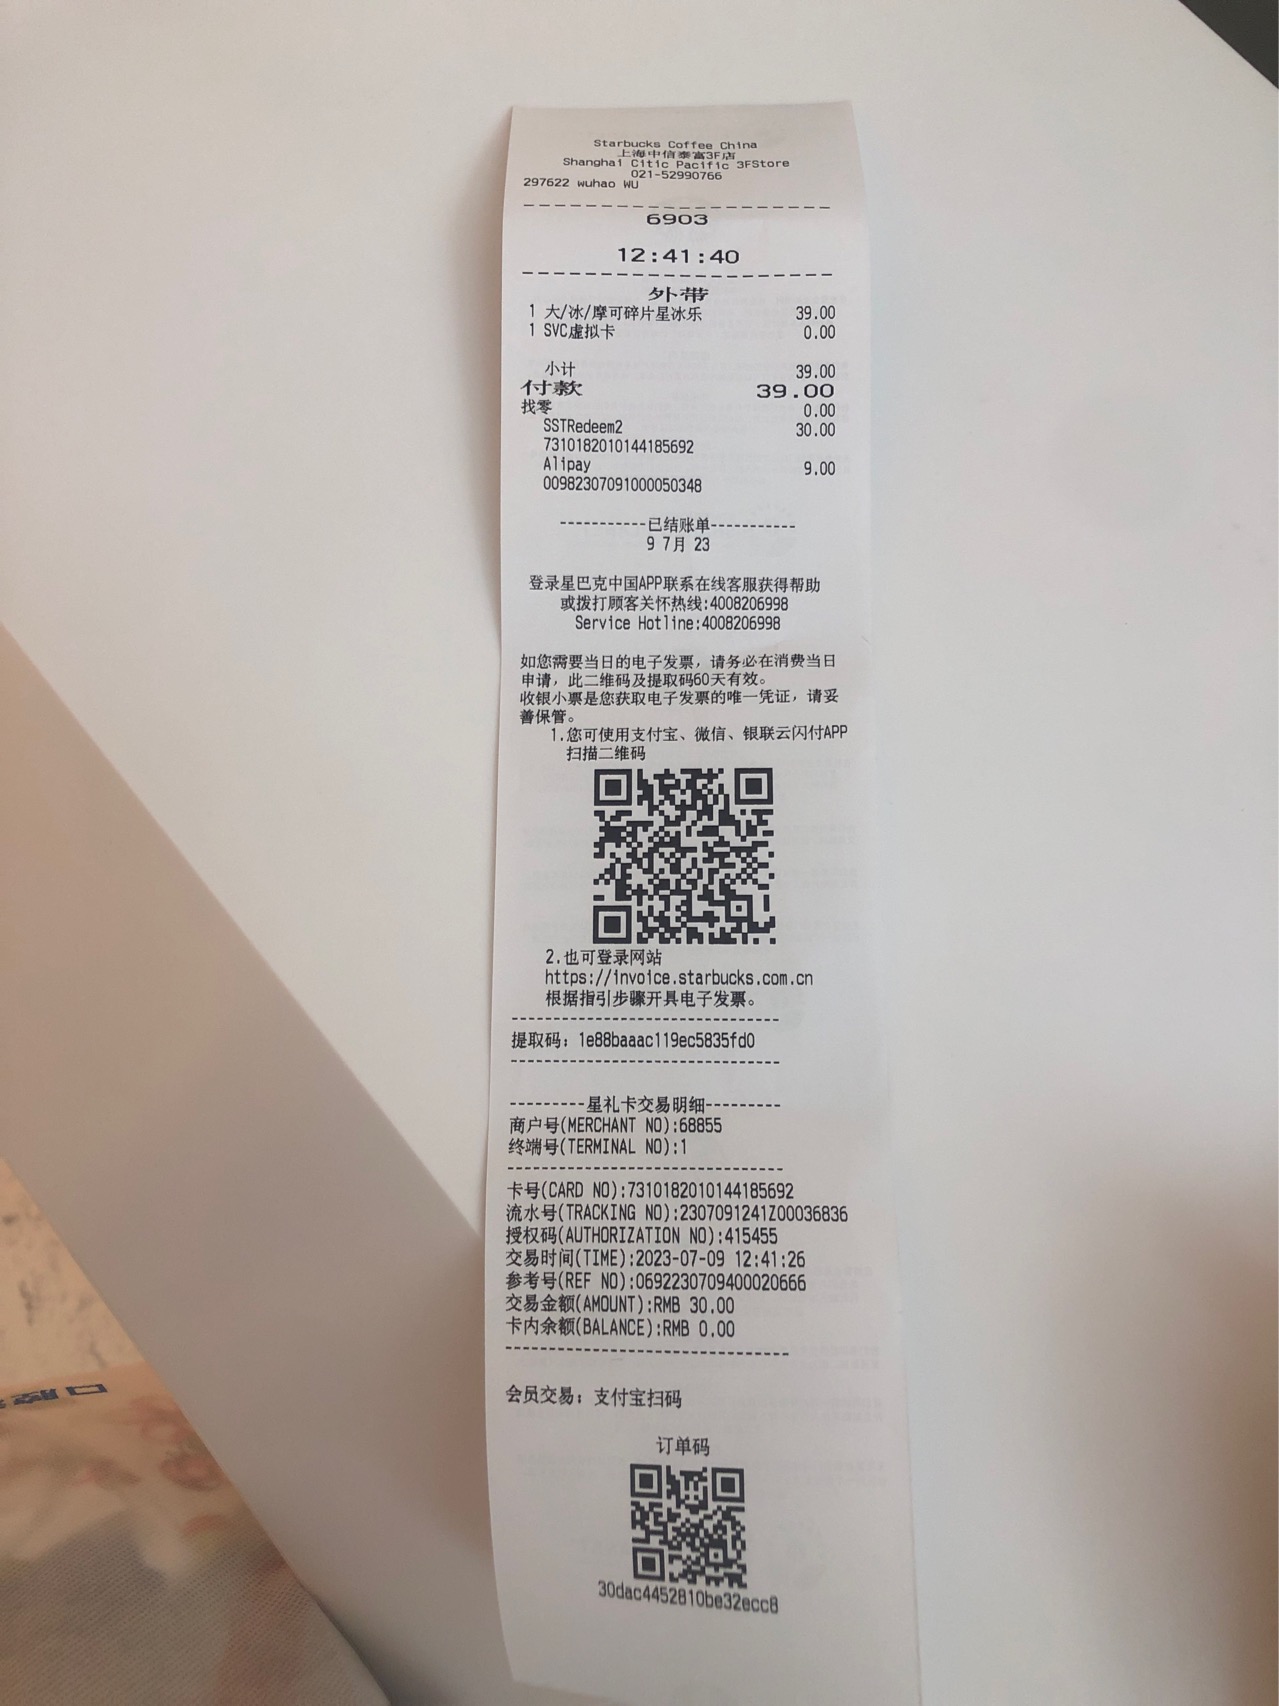 Starbucks Coffee China
上海中信泰富3F店
Shanghai Citic Pacific 3FStore
021-52990766
297622 wuhao WU
--------------------
6903
12:41:40
--------------------
外带
1 大/冰/摩可碎片星冰乐 39.00
1 SVC虚拟卡 0.00
小计 39.00
付款 39.00
找零 0.00
SSTRedeem2 30.00
7310182010144185692
Alipay 9.00
00982307091000050348
-----------已结账单-----------
9 7月 23
登录星巴克中国APP联系在线客服获得帮助
或拨打顾客关怀热线:4008206998
Service Hotline:4008206998
如您需要当日的电子发票，请务必在消费当日
申请，此二维码及提取码60天有效。
收银小票是您获取电子发票的唯一凭证，请妥
善保管。
1.您可使用支付宝、微信、银联云闪付APP
扫描二维码
2.也可登录网站
https://invoice.starbucks.com.cn
根据指引步骤开具电子发票。
--------------------------------
提取码：1e88baaac119ec5835fd0
--------------------------------
---------星礼卡交易明细---------
商户号(MERCHANT NO):68855
终端号(TERMINAL NO):1
--------------------------------
卡号(CARD NO):7310182010144185692
流水号(TRACKING NO):2307091241Z00036836
授权码(AUTHORIZATION NO):415455
交易时间(TIME):2023-07-09 12:41:26
参考号(REF NO):0692230709400020666
交易金额(AMOUNT):RMB 30.00
卡内余额(BALANCE):RMB 0.00
--------------------------------
会员交易：支付宝扫码
订单码
30dac4452810be32ecc8
口腔